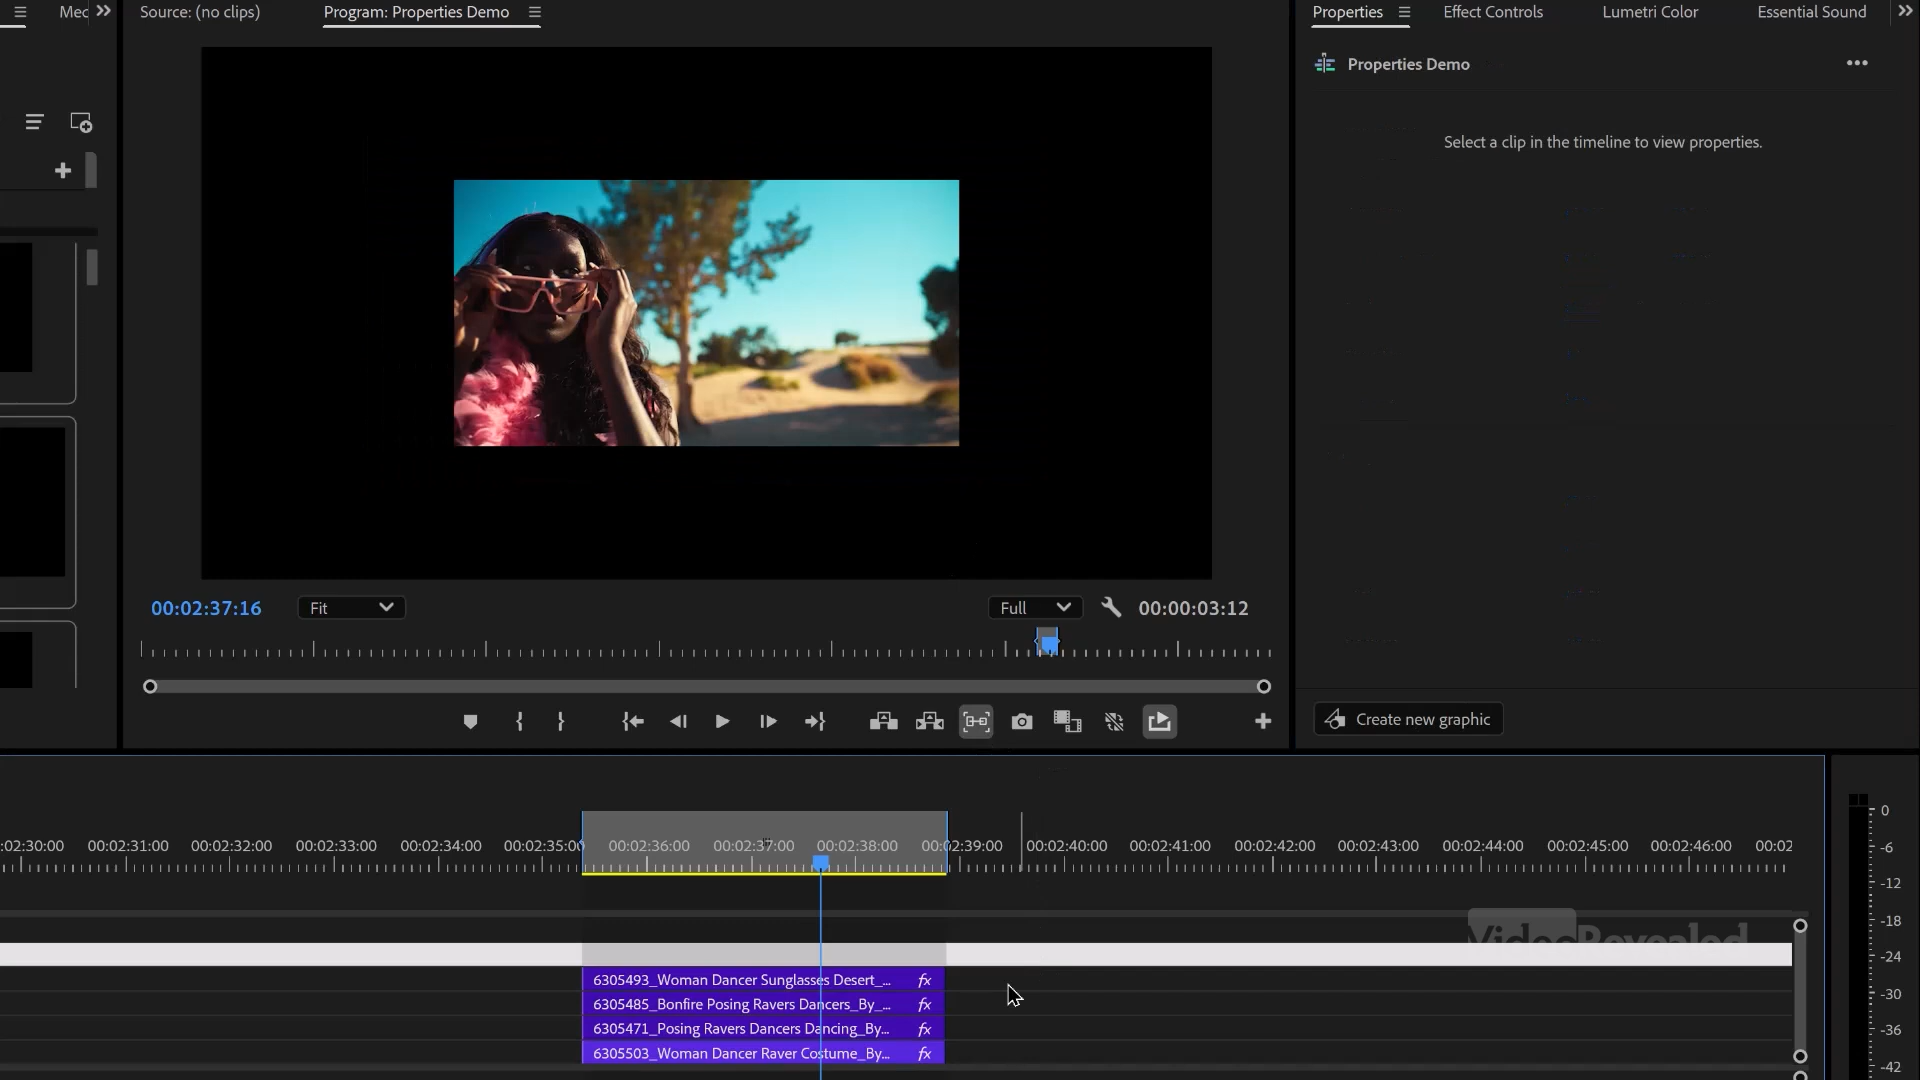 Mec
Source: (no clips)
Program: Properties Demo
Properties
Effect Controls
Lumetri Color
Essential Sound
Properties Demo
Select a clip in the timeline to view properties.
00:02:37:16
Fit
Full
00:00:03:12
Create new graphic
:02:30:00 00:02:31:00 00:02:32:00 00:02:33:00 00:02:34:00 00:02:35:00 00:02:36:00 00:02:37:00 00:02:38:00 00:02:39:00 00:02:40:00 00:02:41:00 00:02:42:00 00:02:43:00 00:02:44:00 00:02:45:00 00:02:46:00 00:02
0
-6
-12
-18
-24
-30
-36
-42
VideoRevealed
6305493_Woman Dancer Sunglasses Desert_... fx
6305485_Bonfire Posing Ravers Dancers_By_... fx
6305471_Posing Ravers Dancers Dancing_By... fx
6305503_Woman Dancer Raver Costume_By... fx